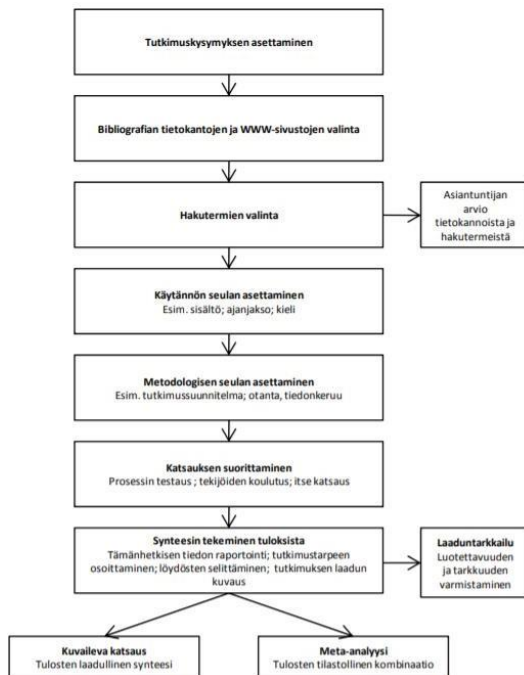 Tutkimuskysymyksen asettaminen
Bibliografian tietokantojen ja WWW-sivustojen valinta
Hakutermien valinta
Asiantuntijan
arvio
tietokannoista ja
hakutermeistä
Käytännön seulan asettaminen
Esim. sisältö; ajanjakso; kieli
Metodologisen seulan asettaminen
Esim. tutkimussuunnitelma; otanta, tiedonkeruu
Katsauksen suorittaminen
Prosessin testaus ; tekijöiden koulutus; itse katsaus
Synteesin tekeminen tuloksista
Tämänhetkisen tiedon raportointi; tutkimustarpeen
osoittaminen; löydösten selittäminen; tutkimuksen laadun
kuvaus
Laaduntarkkailu
Luotettavuuden
ja tarkkuuden
varmistaminen
Kuvaileva katsaus
Tulosten laadullinen synteesi
Meta-analyysi
Tulosten tilastollinen kombinaatio